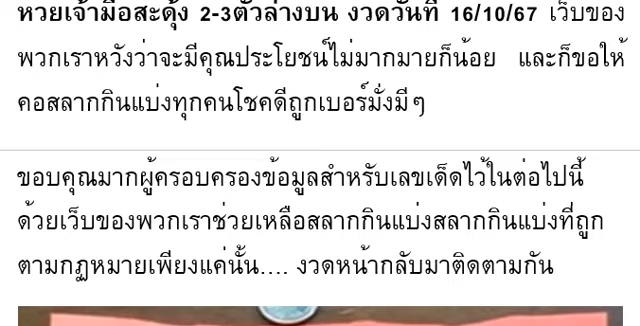 หวยเจ้ามือสะดุ้ง 2-3ตัวล่างบน งวดวันที่ 16/10/67 เว็บของ
พวกเราหวังว่าจะมีคุณประโยชน์ไม่มากมายก็น้อย และก็ขอให้
คอสลากกินแบ่งทุกคนโชคดีถูกเบอร์มั่งมีๆ
ขอบคุณมากผู้ครอบครองข้อมูลสำหรับเลขเด็ดไว้ในต่อไปนี้
ด้วยเว็บของพวกเราช่วยเหลือสลากกินแบ่งสลากกินแบ่งที่ถูก
ตามกฏหมายเพียงแค่นั้น.... งวดหน้ากลับมาติดตามกัน